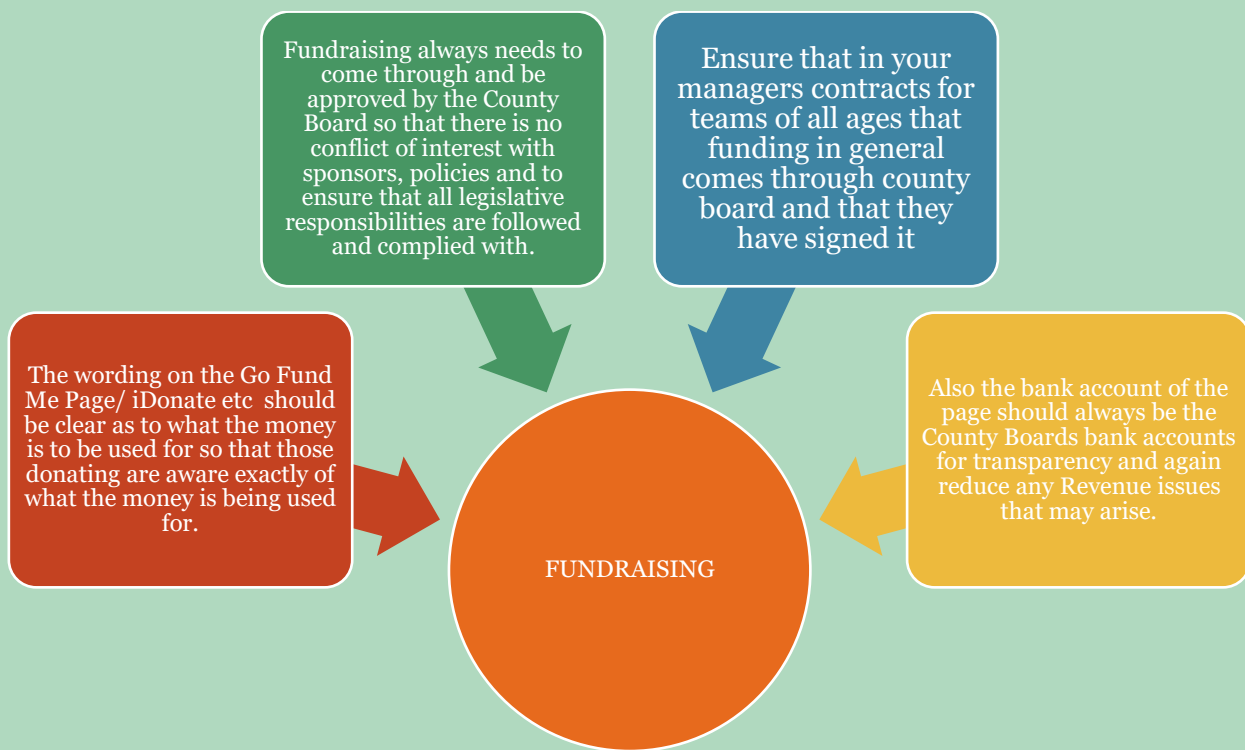 Fundraising always needs to
come through and be
approved by the County
Board so that there is no
conflict of interest with
sponsors, policies and to
ensure that all legislative
responsibilities are followed
and complied with.
Ensure that in your
managers contracts for
teams of all ages that
funding in general
comes through county
board and that they
have signed it
The wording on the Go Fund
Me Page/ iDonate etc  should
be clear as to what the money
is to be used for so that those
donating are aware exactly of
what the money is being used
for.
Also the bank account of the
page should always be the
County Boards bank accounts
for transparency and again
reduce any Revenue issues
that may arise.
FUNDRAISING